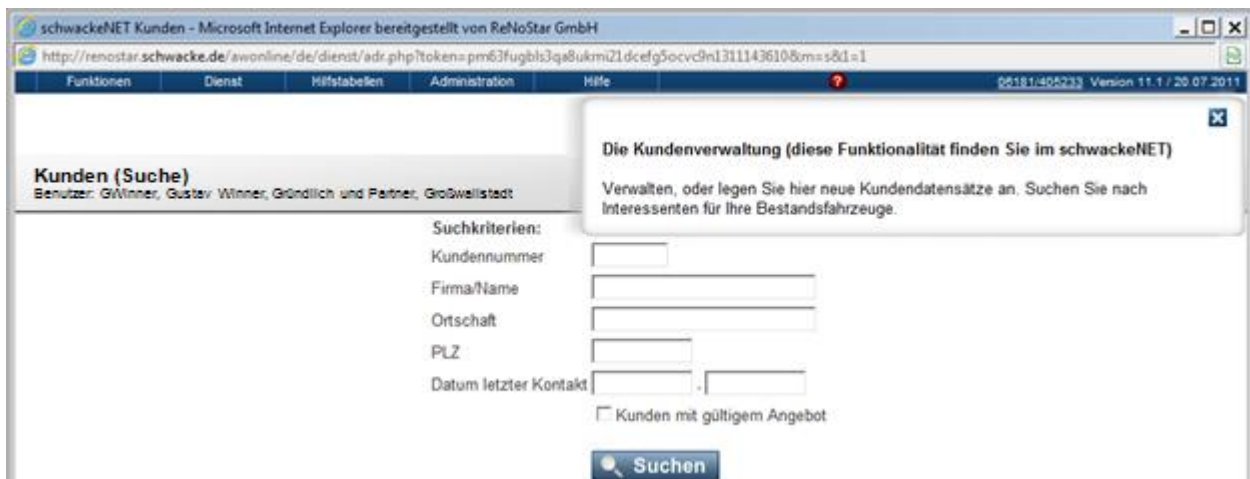 schwackeNET Kunden - Microsoft Internet Explorer bereitgestellt von ReNoStar GmbH
http://renostar.schwacke.de/awonline/de/dienst/adr.php?token=pm63fugbls3qa8ukmi21dcefg5ocvc9n1311143610&m=s&l=1
Funktionen Dienst Hilfstabellen Administration Hilfe ? 06181/405233 Version 11.1 / 20.07.2011
Die Kundenverwaltung (diese Funktionalität finden Sie im schwackeNET)
Verwalten, oder legen Sie hier neue Kundendatensätze an. Suchen Sie nach
Interessenten für Ihre Bestandsfahrzeuge.
Kunden (Suche)
Benutzer: GWinner, Gustav Winner, Gründlich und Partner, Großwallstadt
Suchkriterien:
Kundennummer
Firma/Name
Ortschaft
PLZ
Datum letzter Kontakt -
Kunden mit gültigem Angebot
Suchen